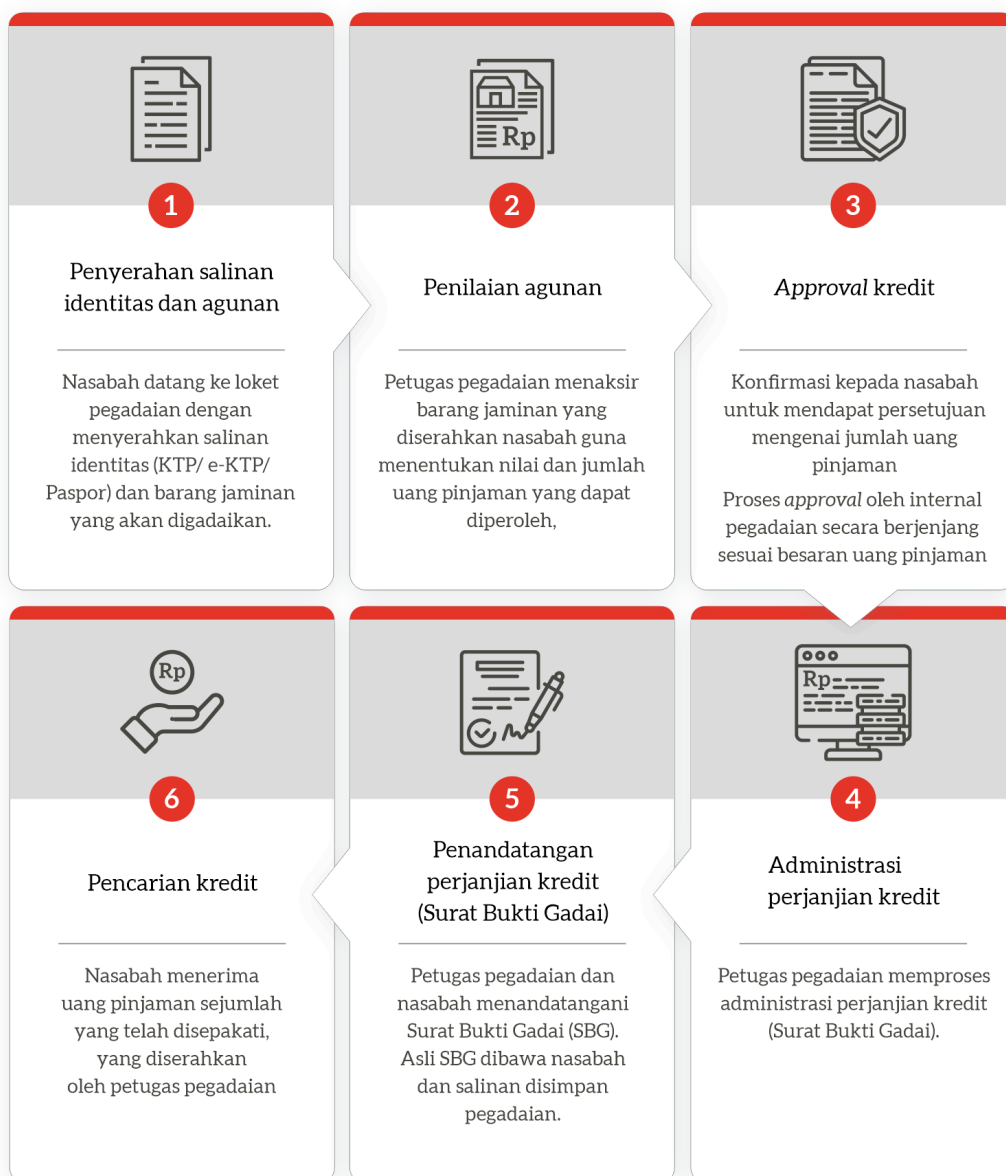 1
Penyerahan salinan
identitas dan agunan
Nasabah datang ke loket
pegadaian dengan
menyerahkan salinan
identitas (KTP/ e-KTP/
Paspor) dan barang jaminan
yang akan digadaikan.
Rp
2
Penilaian agunan
Petugas pegadaian menaksir
barang jaminan yang
diserahkan nasabah guna
menentukan nilai dan jumlah
uang pinjaman yang dapat
diperoleh,
3
Approval kredit
Konfirmasi kepada nasabah
untuk mendapat persetujuan
mengenai jumlah uang
pinjaman
Proses approval oleh internal
pegadaian secara berjenjang
sesuai besaran uang pinjaman
Rp
4
Administrasi
perjanjian kredit
Petugas pegadaian memproses
administrasi perjanjian kredit
(Surat Bukti Gadai).
5
Penandatangan
perjanjian kredit
(Surat Bukti Gadai)
Petugas pegadaian dan
nasabah menandatangani
Surat Bukti Gadai (SBG).
Asli SBG dibawa nasabah
dan salinan disimpan
pegadaian.
Rp
6
Pencarian kredit
Nasabah menerima
uang pinjaman sejumlah
yang telah disepakati,
yang diserahkan
oleh petugas pegadaian